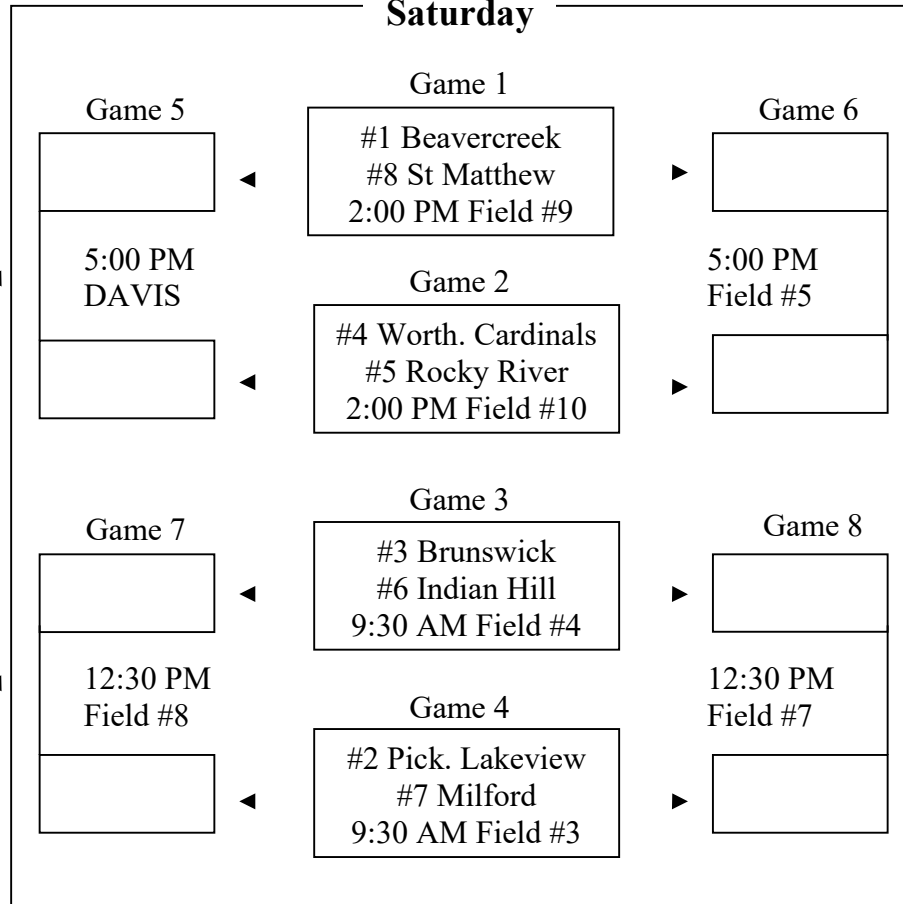 Saturday
Game 1
Game 5
Game 6
#1 Beavercreek
#8 St Matthew
2:00 PM Field #9
5:00 PM
DAVIS
5:00 PM
Field #5
Game 2
#4 Worth. Cardinals
#5 Rocky River
2:00 PM Field #10
Game 3
Game 7
Game 8
#3 Brunswick
#6 Indian Hill
9:30 AM Field #4
12:30 PM
Field #8
12:30 PM
Field #7
Game 4
#2 Pick. Lakeview
#7 Milford
9:30 AM Field #3